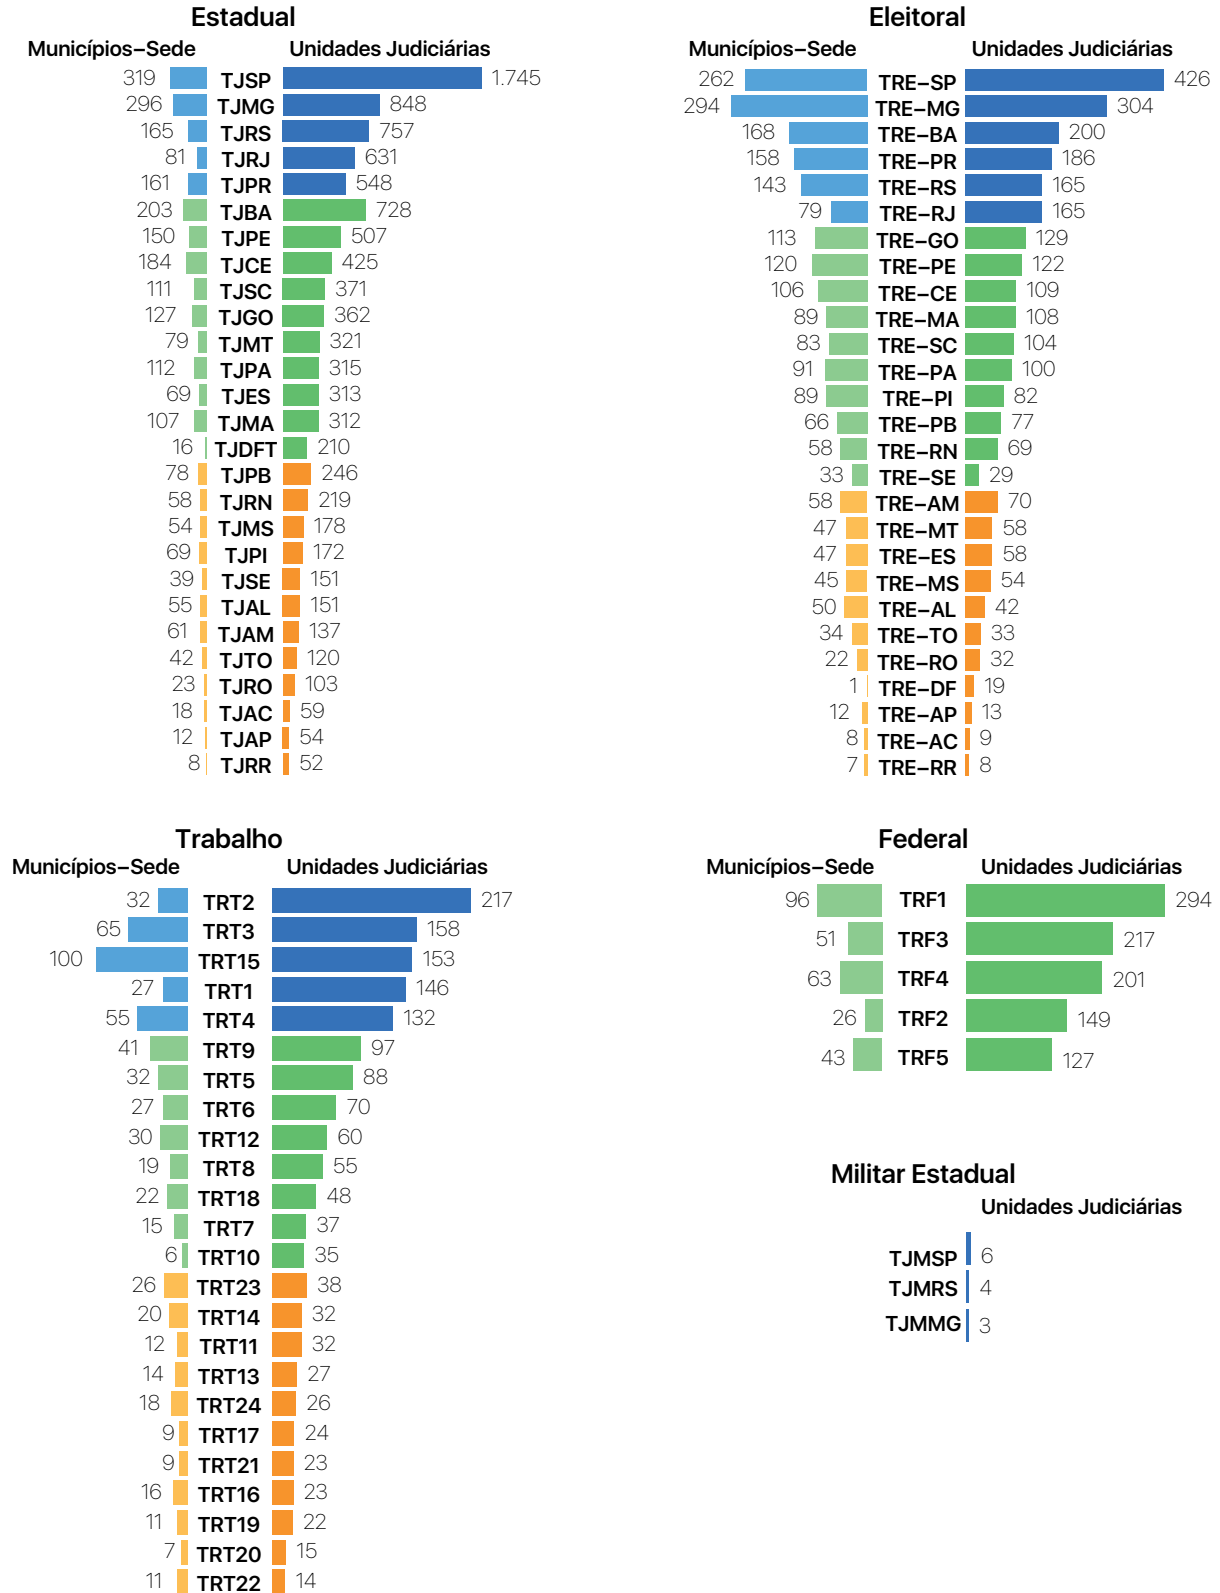 Estadual
Municípios–Sede Unidades Judiciárias
319 TJSP 1.745
296 TJMG 848
165 TJRS 757
81 TJRJ 631
161 TJPR 548
203 TJBA 728
150 TJPE 507
184 TJCE 425
111 TJSC 371
127 TJGO 362
79 TJMT 321
112 TJPA 315
69 TJES 313
107 TJMA 312
16 TJDFT 210
78 TJPB 246
58 TJRN 219
54 TJMS 178
69 TJPI 172
39 TJSE 151
55 TJAL 151
61 TJAM 137
42 TJTO 120
23 TJRO 103
18 TJAC 59
12 TJAP 54
8 TJRR 52
Eleitoral
Municípios–Sede Unidades Judiciárias
262 TRE–SP 426
294 TRE–MG 304
168 TRE–BA 200
158 TRE–PR 186
143 TRE–RS 165
79 TRE–RJ 165
113 TRE–GO 129
120 TRE–PE 122
106 TRE–CE 109
89 TRE–MA 108
83 TRE–SC 104
91 TRE–PA 100
89 TRE–PI 82
66 TRE–PB 77
58 TRE–RN 69
33 TRE–SE 29
58 TRE–AM 70
47 TRE–MT 58
47 TRE–ES 58
45 TRE–MS 54
50 TRE–AL 42
34 TRE–TO 33
22 TRE–RO 32
1 TRE–DF 19
12 TRE–AP 13
8 TRE–AC 9
7 TRE–RR 8
Trabalho
Municípios–Sede Unidades Judiciárias
32 TRT2 217
65 TRT3 158
100 TRT15 153
27 TRT1 146
55 TRT4 132
41 TRT9 97
32 TRT5 88
27 TRT6 70
30 TRT12 60
19 TRT8 55
22 TRT18 48
15 TRT7 37
6 TRT10 35
26 TRT23 38
20 TRT14 32
12 TRT11 32
14 TRT13 27
18 TRT24 26
9 TRT17 24
9 TRT21 23
16 TRT16 23
11 TRT19 22
7 TRT20 15
11 TRT22 14
Federal
Municípios–Sede Unidades Judiciárias
96 TRF1 294
51 TRF3 217
63 TRF4 201
26 TRF2 149
43 TRF5 127
Militar Estadual
Unidades Judiciárias
TJMSP 6
TJMRS 4
TJMMG 3